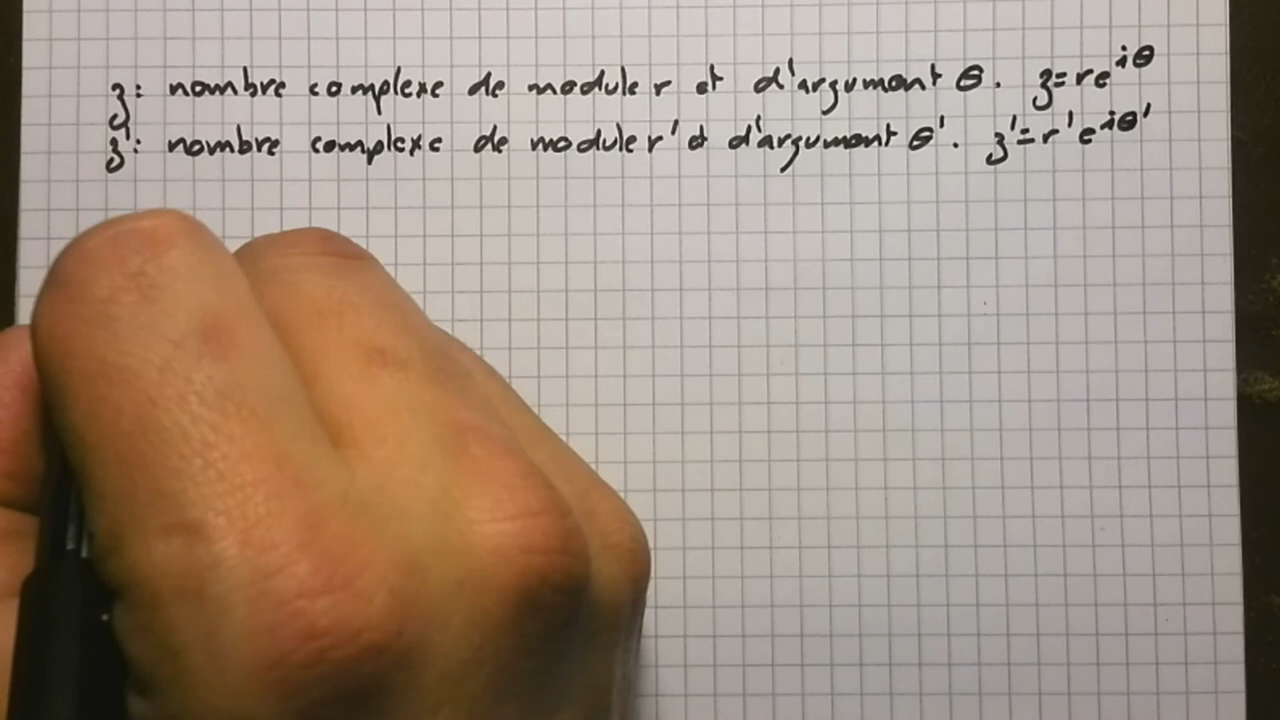 z: nombre complexe de module r et d'argument θ. z=re^{iθ}
z': nombre complexe de module r' et d'argument θ'. z'=r'e^{iθ'}